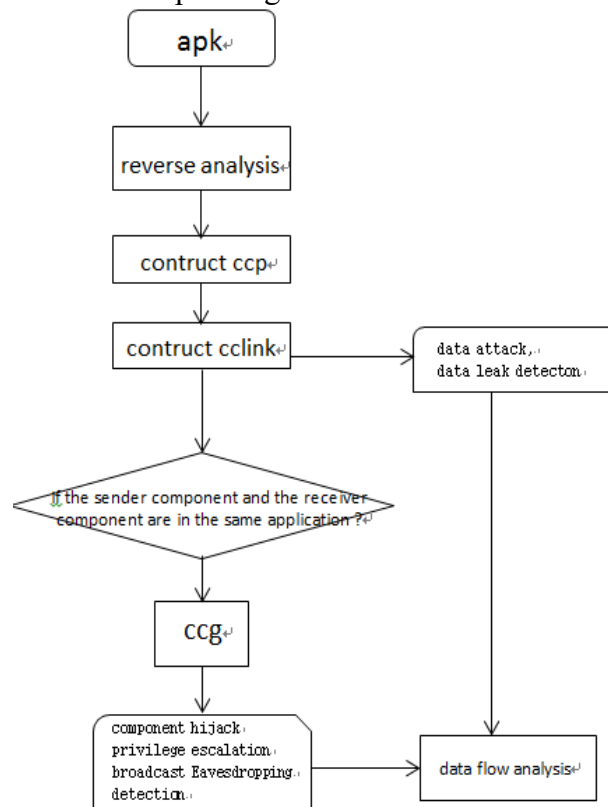 apk
reverse analysis
contruct ccp
contruct cclink
data attack,
data leak detecton
If the sender component and the receiver
component are in the same application ?
ccg
component hijack
privilege escalation
broadcast Eavesdropping
detection
data flow analysis